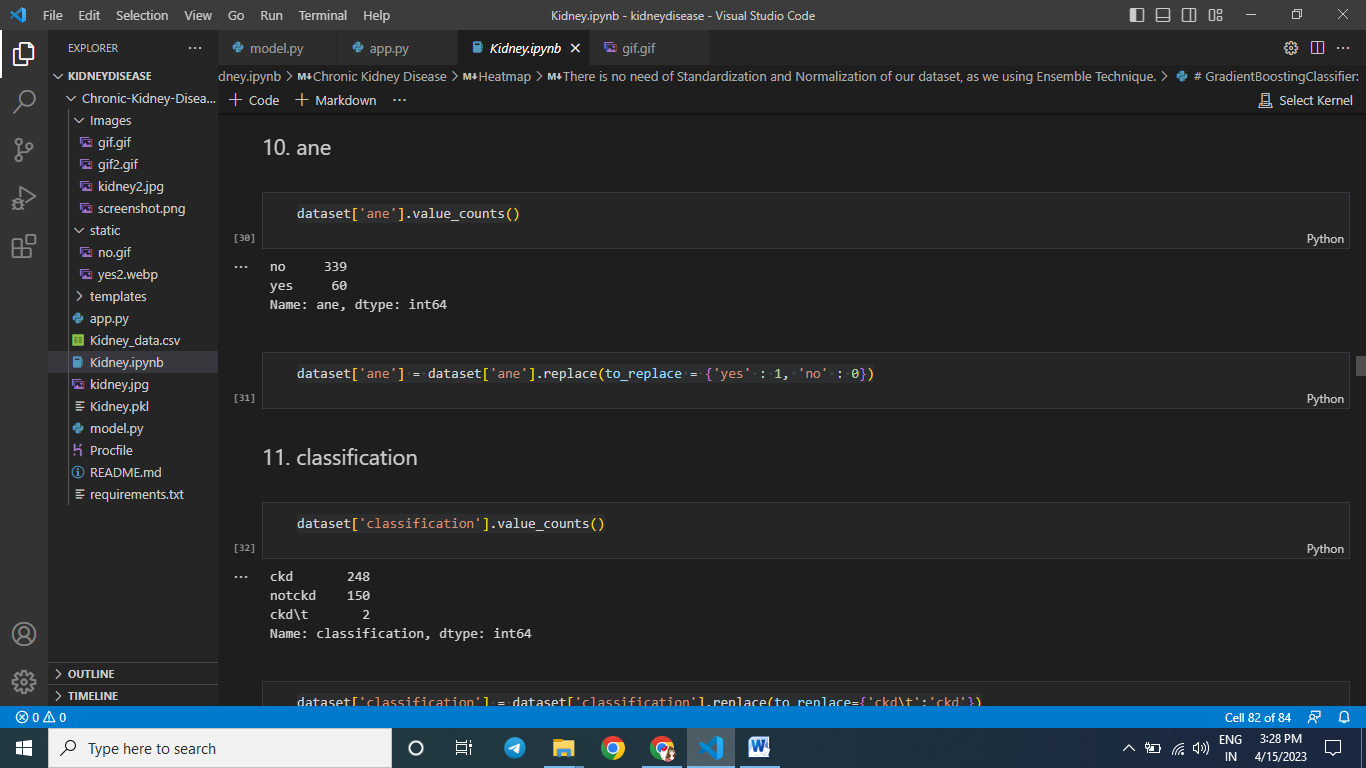 File Edit Selection View Go Run Terminal Help
Kidney.ipynb - kidneydisease - Visual Studio Code
EXPLORER
KIDNEYDISEASE
Chronic-Kidney-Disea...
Images
gif.gif
gif2.gif
kidney2.jpg
screenshot.png
static
no.gif
yes2.webp
templates
app.py
Kidney_data.csv
Kidney.ipynb
kidney.jpg
Kidney.pkl
model.py
Procfile
README.md
requirements.txt
OUTLINE
TIMELINE
model.py app.py Kidney.ipynb gif.gif
dney.ipynb > M↓Chronic Kidney Disease > M↓Heatmap > M↓There is no need of Standardization and Normalization of our dataset, as we using Ensemble Technique. > # GradientBoostingClassifier:
+ Code + Markdown ... Select Kernel
10. ane
dataset['ane'].value_counts()
[30] Python
no 339
yes 60
Name: ane, dtype: int64
dataset['ane'] = dataset['ane'].replace(to_replace = {'yes' : 1, 'no' : 0})
[31] Python
11. classification
dataset['classification'].value_counts()
[32] Python
ckd 248
notckd 150
ckd\t 2
Name: classification, dtype: int64
dataset['classification'] = dataset['classification'].replace(to_replace={'ckd\t':'ckd'})
0 0
Cell 82 of 84
Type here to search
ENG
IN
3:28 PM
4/15/2023